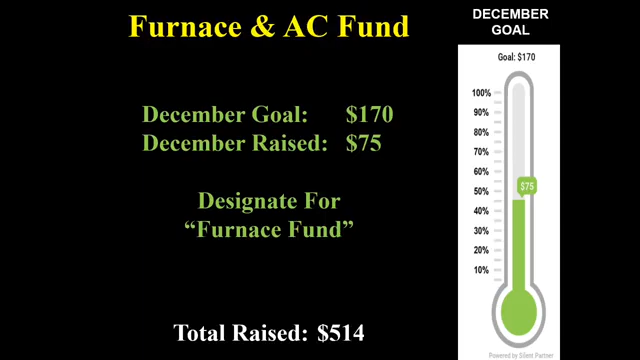 Furnace & AC Fund
December Goal: $170
December Raised: $75
Designate For
“Furnace Fund”
Total Raised: $514
DECEMBER
GOAL
Goal: $170
100%
90%
80%
70%
60%
$75
50%
40%
30%
20%
10%
Powered by Silent Partner